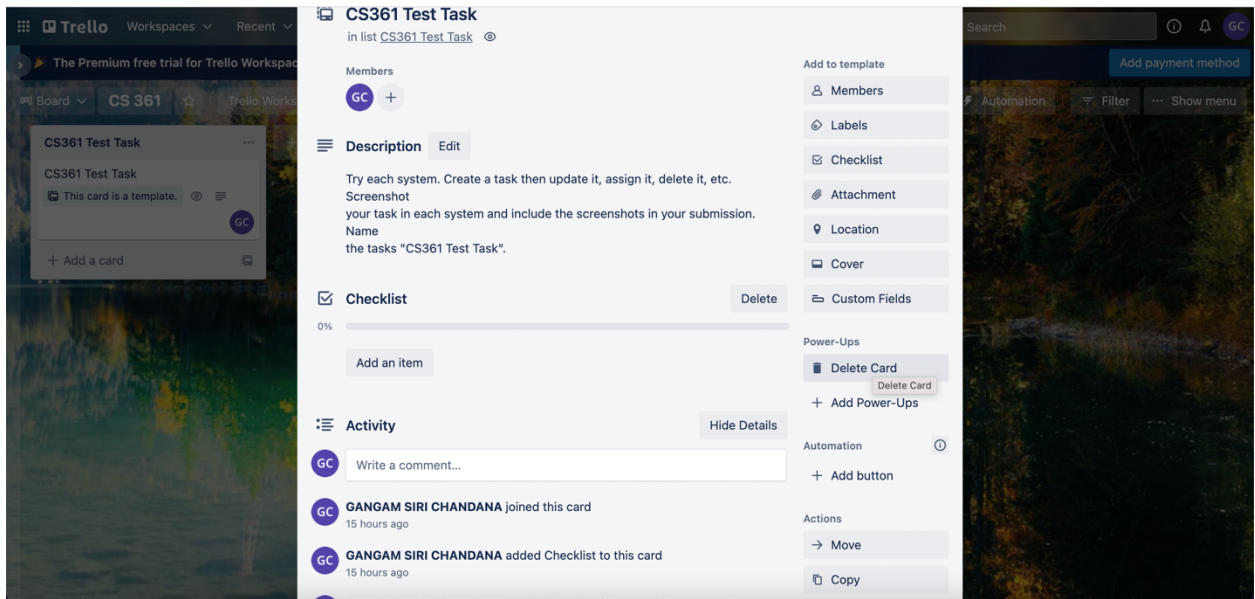 Trello
Workspaces
Recent
Search
GC
The Premium free trial for Trello Workspac
Add payment method
Board
CS 361
Trello Works
Automation
Filter
Show menu
CS361 Test Task
CS361 Test Task
This card is a template.
GC
+ Add a card
CS361 Test Task
in list CS361 Test Task
Members
GC
+
Description
Edit
Try each system. Create a task then update it, assign it, delete it, etc.
Screenshot
your task in each system and include the screenshots in your submission.
Name
the tasks "CS361 Test Task".
Checklist
Delete
0%
Add an item
Activity
Hide Details
GC
Write a comment...
GC
GANGAM SIRI CHANDANA joined this card
15 hours ago
GC
GANGAM SIRI CHANDANA added Checklist to this card
15 hours ago
Add to template
Members
Labels
Checklist
Attachment
Location
Cover
Custom Fields
Power-Ups
Delete Card
Delete Card
+ Add Power-Ups
Automation
+ Add button
Actions
→ Move
Copy